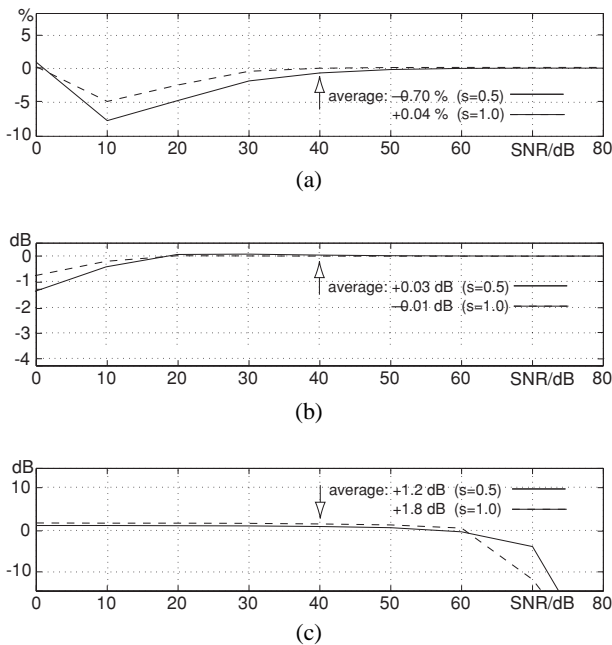 %
5
0
-5
-10
average: −0.70 % (s=0.5)
+0.04 % (s=1.0)
0 10 20 30 40 50 60 SNR/dB 80
(a)
dB
0
-1
-2
-3
-4
average: +0.03 dB (s=0.5)
−0.01 dB (s=1.0)
0 10 20 30 40 50 60 SNR/dB 80
(b)
dB
10
0
-10
average: +1.2 dB (s=0.5)
+1.8 dB (s=1.0)
0 10 20 30 40 50 60 SNR/dB 80
(c)